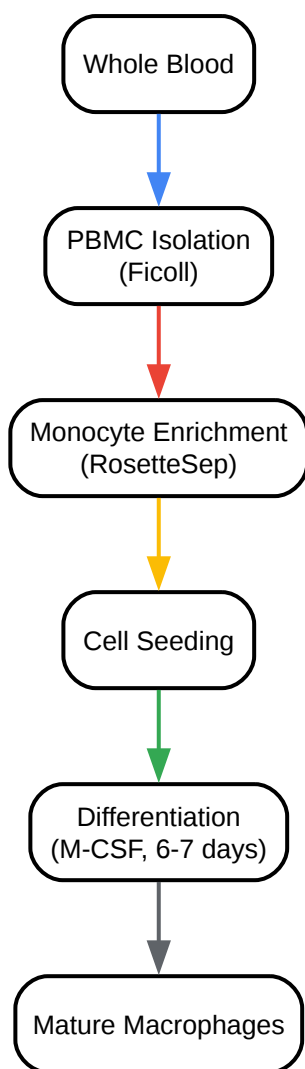 Whole Blood
PBMC Isolation
(Ficoll)
Monocyte Enrichment
(RosetteSep)
Cell Seeding
Differentiation
(M-CSF, 6-7 days)
Mature Macrophages